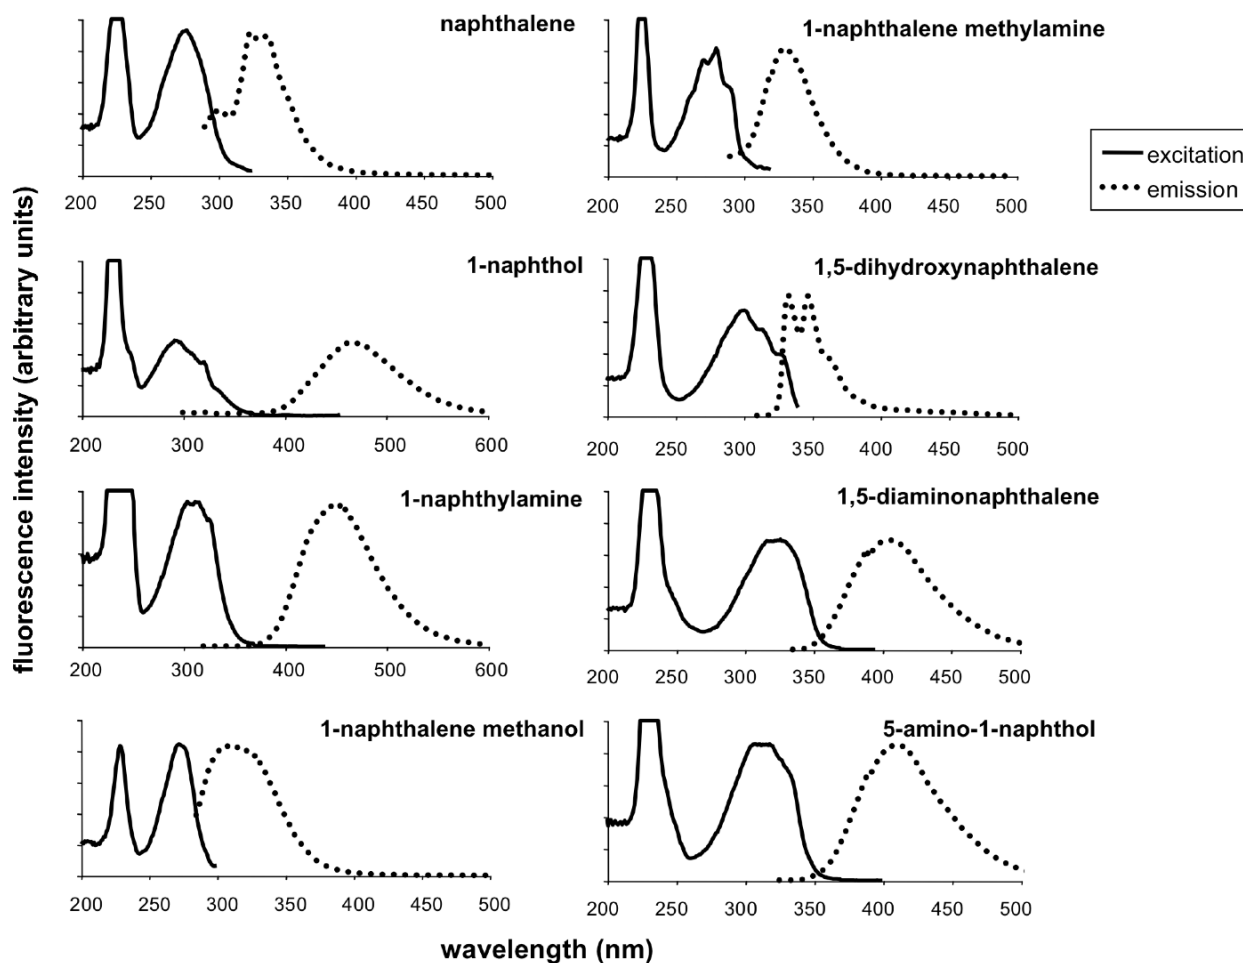 naphthalene
200 250 300 350 400 450 500
1-naphthalene methylamine
200 250 300 350 400 450 500
excitation
emission
fluorescence intensity (arbitrary units)
1-naphthol
200 300 400 500 600
1,5-dihydroxynaphthalene
200 250 300 350 400 450 500
1-naphthylamine
200 300 400 500 600
1,5-diaminonaphthalene
200 250 300 350 400 450 500
1-naphthalene methanol
200 250 300 350 400 450 500
5-amino-1-naphthol
200 250 300 350 400 450 500
wavelength (nm)